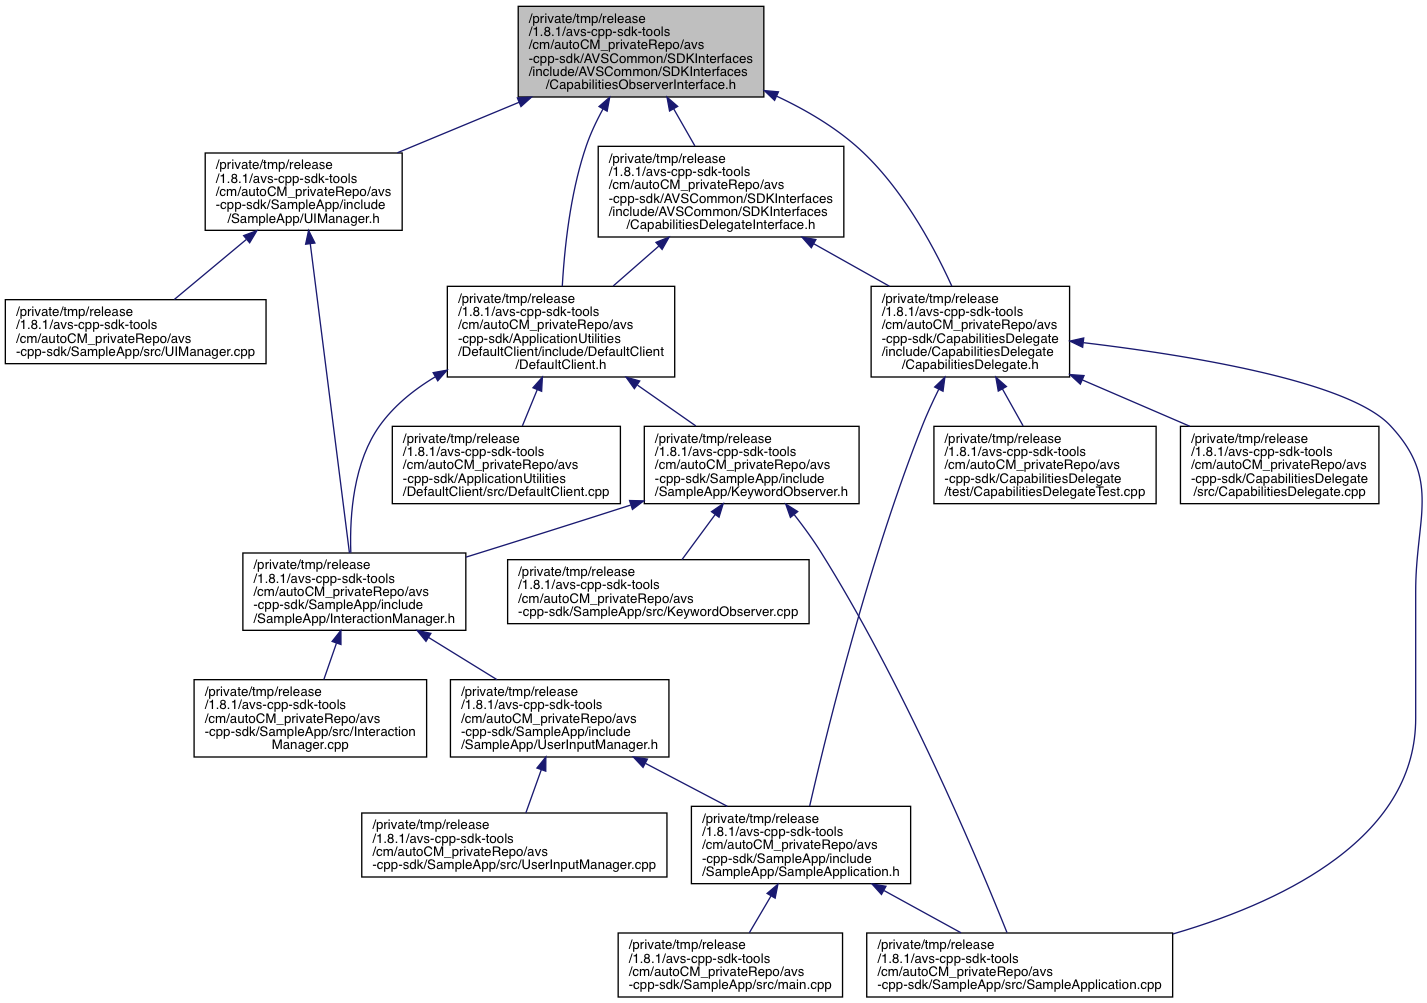 /private/tmp/release
/1.8.1/avs-cpp-sdk-tools
/cm/autoCM_privateRepo/avs
-cpp-sdk/AVSCommon/SDKInterfaces
/include/AVSCommon/SDKInterfaces
/CapabilitiesObserverInterface.h
/private/tmp/release
/1.8.1/avs-cpp-sdk-tools
/cm/autoCM_privateRepo/avs
-cpp-sdk/SampleApp/include
/SampleApp/UIManager.h
/private/tmp/release
/1.8.1/avs-cpp-sdk-tools
/cm/autoCM_privateRepo/avs
-cpp-sdk/AVSCommon/SDKInterfaces
/include/AVSCommon/SDKInterfaces
/CapabilitiesDelegateInterface.h
/private/tmp/release
/1.8.1/avs-cpp-sdk-tools
/cm/autoCM_privateRepo/avs
-cpp-sdk/SampleApp/src/UIManager.cpp
/private/tmp/release
/1.8.1/avs-cpp-sdk-tools
/cm/autoCM_privateRepo/avs
-cpp-sdk/ApplicationUtilities
/DefaultClient/include/DefaultClient
/DefaultClient.h
/private/tmp/release
/1.8.1/avs-cpp-sdk-tools
/cm/autoCM_privateRepo/avs
-cpp-sdk/CapabilitiesDelegate
/include/CapabilitiesDelegate
/CapabilitiesDelegate.h
/private/tmp/release
/1.8.1/avs-cpp-sdk-tools
/cm/autoCM_privateRepo/avs
-cpp-sdk/ApplicationUtilities
/DefaultClient/src/DefaultClient.cpp
/private/tmp/release
/1.8.1/avs-cpp-sdk-tools
/cm/autoCM_privateRepo/avs
-cpp-sdk/SampleApp/include
/SampleApp/KeywordObserver.h
/private/tmp/release
/1.8.1/avs-cpp-sdk-tools
/cm/autoCM_privateRepo/avs
-cpp-sdk/CapabilitiesDelegate
/test/CapabilitiesDelegateTest.cpp
/private/tmp/release
/1.8.1/avs-cpp-sdk-tools
/cm/autoCM_privateRepo/avs
-cpp-sdk/CapabilitiesDelegate
/src/CapabilitiesDelegate.cpp
/private/tmp/release
/1.8.1/avs-cpp-sdk-tools
/cm/autoCM_privateRepo/avs
-cpp-sdk/SampleApp/include
/SampleApp/InteractionManager.h
/private/tmp/release
/1.8.1/avs-cpp-sdk-tools
/cm/autoCM_privateRepo/avs
-cpp-sdk/SampleApp/src/KeywordObserver.cpp
/private/tmp/release
/1.8.1/avs-cpp-sdk-tools
/cm/autoCM_privateRepo/avs
-cpp-sdk/SampleApp/src/Interaction
Manager.cpp
/private/tmp/release
/1.8.1/avs-cpp-sdk-tools
/cm/autoCM_privateRepo/avs
-cpp-sdk/SampleApp/include
/SampleApp/UserInputManager.h
/private/tmp/release
/1.8.1/avs-cpp-sdk-tools
/cm/autoCM_privateRepo/avs
-cpp-sdk/SampleApp/src/UserInputManager.cpp
/private/tmp/release
/1.8.1/avs-cpp-sdk-tools
/cm/autoCM_privateRepo/avs
-cpp-sdk/SampleApp/include
/SampleApp/SampleApplication.h
/private/tmp/release
/1.8.1/avs-cpp-sdk-tools
/cm/autoCM_privateRepo/avs
-cpp-sdk/SampleApp/src/main.cpp
/private/tmp/release
/1.8.1/avs-cpp-sdk-tools
/cm/autoCM_privateRepo/avs
-cpp-sdk/SampleApp/src/SampleApplication.cpp